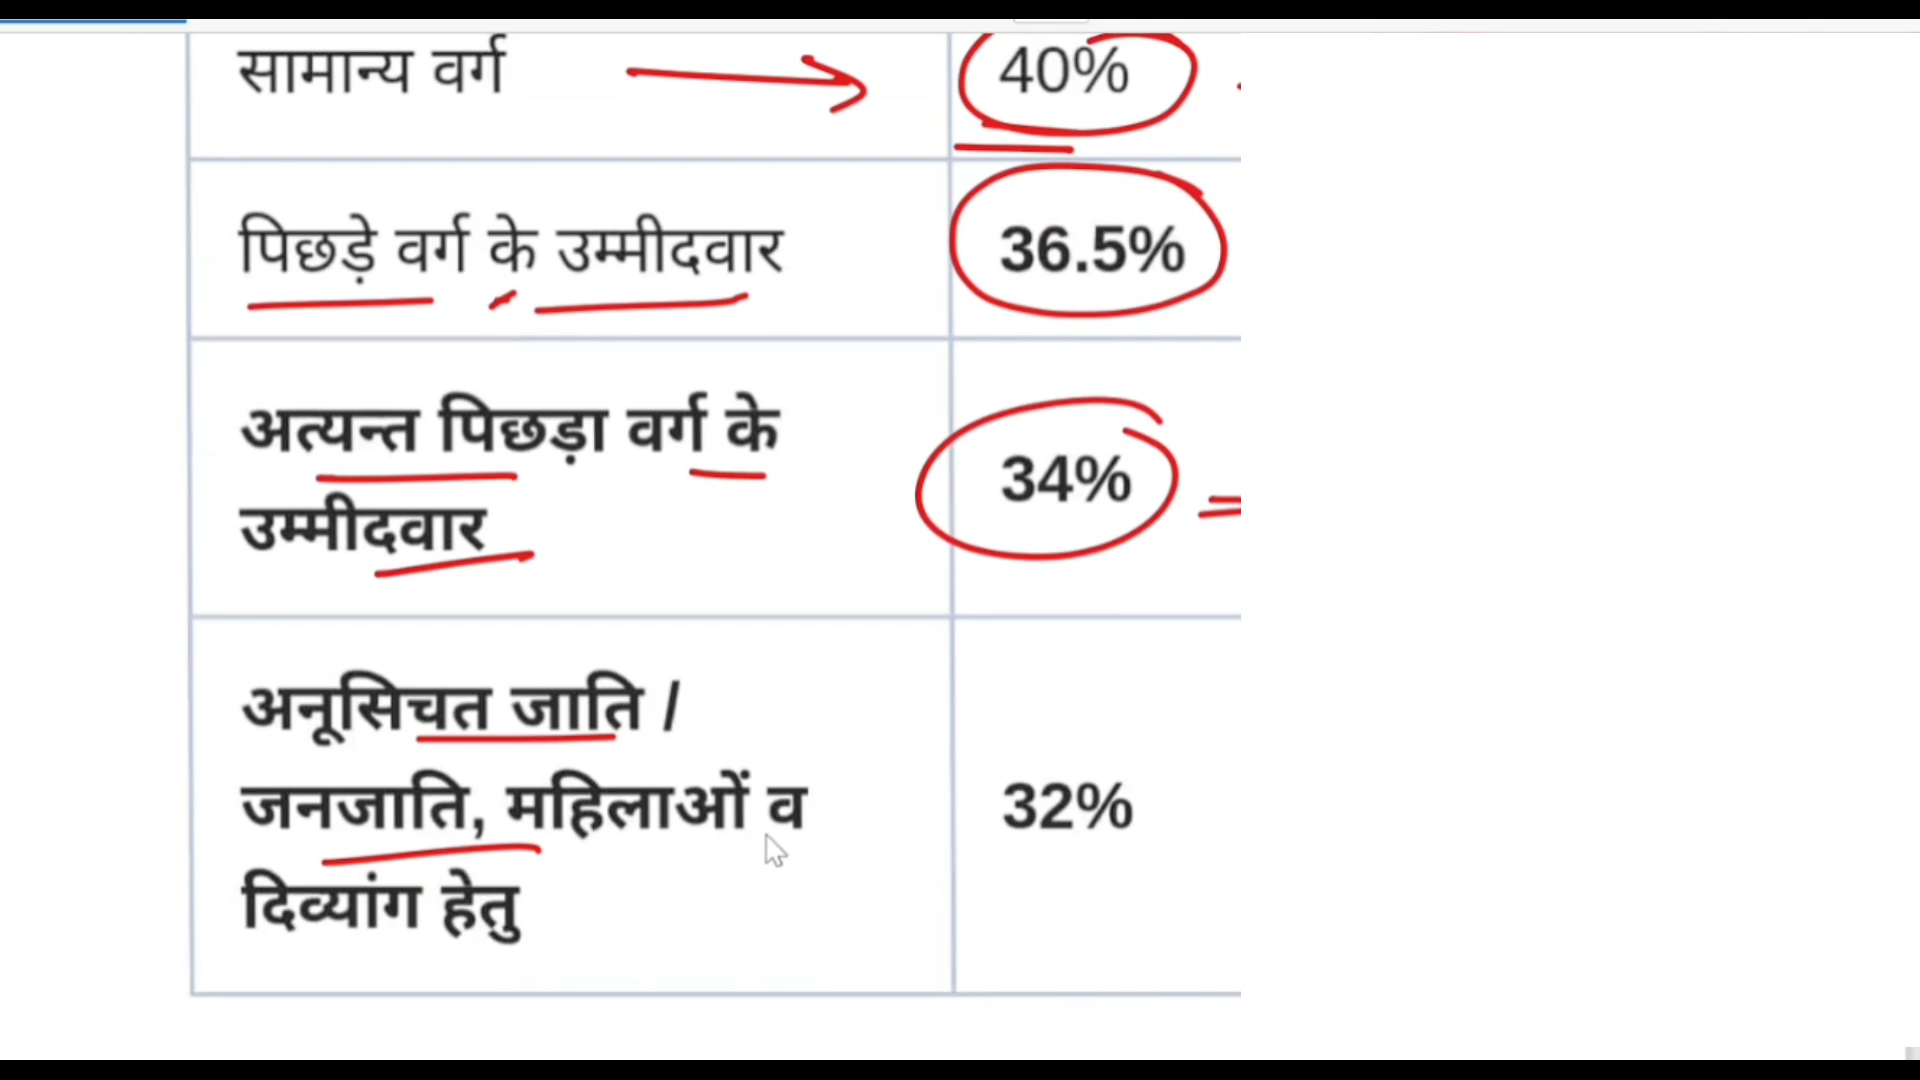 सामान्य वर्ग 40%
पिछड़े वर्ग के उम्मीदवार 36.5%
अत्यन्त पिछड़ा वर्ग के
उम्मीदवार
34%
अनूसिचत जाति /
जनजाति, महिलाओं व
दिव्यांग हेतु
32%